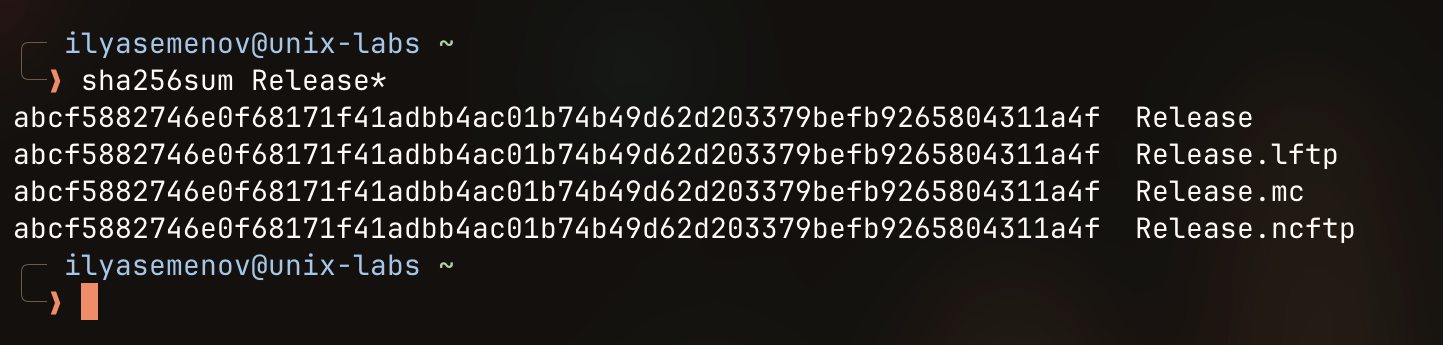 ilyasemenov@unix-labs ~
❯ sha256sum Release*
abcf5882746e0f68171f41adbb4ac01b74b49d62d203379befb9265804311a4f  Release
abcf5882746e0f68171f41adbb4ac01b74b49d62d203379befb9265804311a4f  Release.lftp
abcf5882746e0f68171f41adbb4ac01b74b49d62d203379befb9265804311a4f  Release.mc
abcf5882746e0f68171f41adbb4ac01b74b49d62d203379befb9265804311a4f  Release.ncftp
ilyasemenov@unix-labs ~
❯